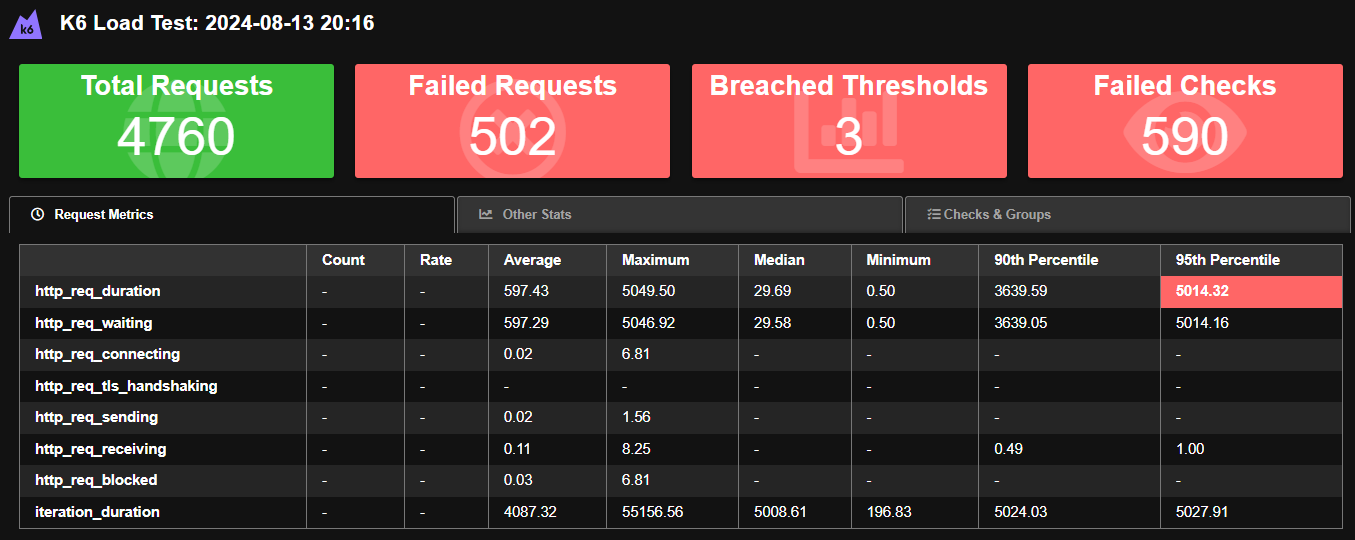 k6 K6 Load Test: 2024-08-13 20:16
Total Requests Failed Requests Breached Thresholds Failed Checks
4760 502 3 590
Request Metrics Other Stats Checks & Groups
Count Rate Average Maximum Median Minimum 90th Percentile 95th Percentile
http_req_duration - - 597.43 5049.50 29.69 0.50 3639.59 5014.32
http_req_waiting - - 597.29 5046.92 29.58 0.50 3639.05 5014.16
http_req_connecting - - 0.02 6.81 - - - -
http_req_tls_handshaking - - - - - - - -
http_req_sending - - 0.02 1.56 - - - -
http_req_receiving - - 0.11 8.25 - - 0.49 1.00
http_req_blocked - - 0.03 6.81 - - - -
iteration_duration - - 4087.32 55156.56 5008.61 196.83 5024.03 5027.91